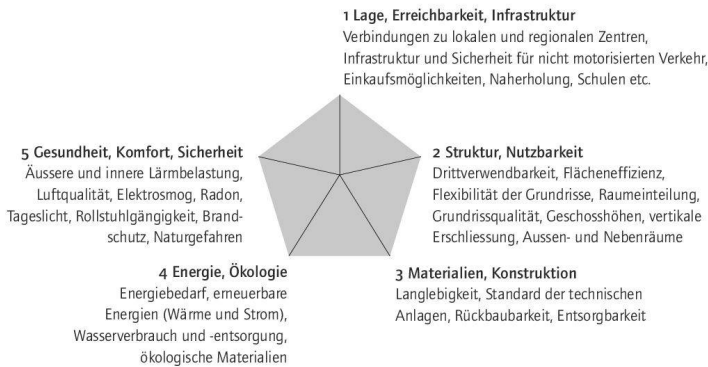 1 Lage, Erreichbarkeit, Infrastruktur
Verbindungen zu lokalen und regionalen Zentren,
Infrastruktur und Sicherheit für nicht motorisierten Verkehr,
Einkaufsmöglichkeiten, Naherholung, Schulen etc.
2 Struktur, Nutzbarkeit
Drittverwendbarkeit, Flächeneffizienz,
Flexibilität der Grundrisse, Raumeinteilung,
Grundrissqualität, Geschosshöhen, vertikale
Erschliessung, Aussen- und Nebenräume
3 Materialien, Konstruktion
Langlebigkeit, Standard der technischen
Anlagen, Rückbaubarkeit, Entsorgbarkeit
4 Energie, Ökologie
Energiebedarf, erneuerbare
Energien (Wärme und Strom),
Wasserverbrauch und -entsorgung,
ökologische Materialien
5 Gesundheit, Komfort, Sicherheit
Äussere und innere Lärmbelastung,
Luftqualität, Elektrosmog, Radon,
Tageslicht, Rollstuhlgängigkeit, Brand-
schutz, Naturgefahren